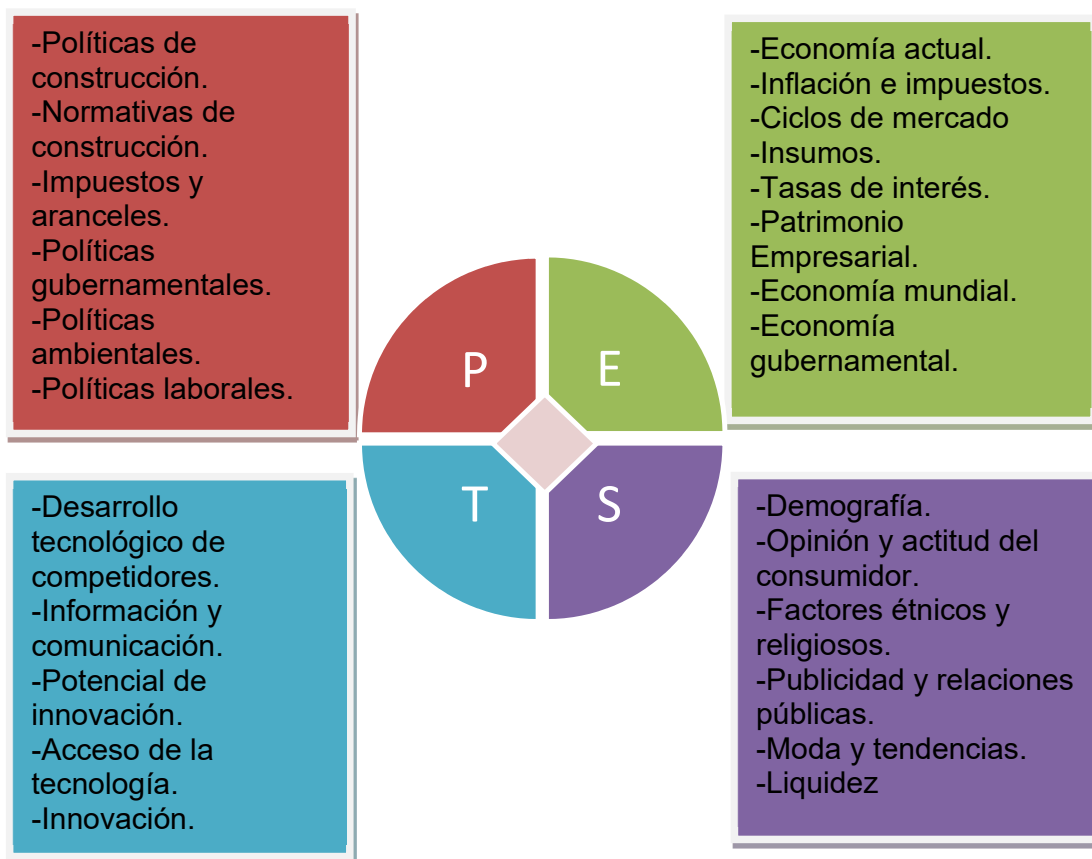 -Políticas de
construcción.
-Normativas de
construcción.
-Impuestos y
aranceles.
-Políticas
gubernamentales.
-Políticas
ambientales.
-Políticas laborales.
-Economía actual.
-Inflación e impuestos.
-Ciclos de mercado
-Insumos.
-Tasas de interés.
-Patrimonio
Empresarial.
-Economía mundial.
-Economía
gubernamental.
P
E
T
S
-Desarrollo
tecnológico de
competidores.
-Información y
comunicación.
-Potencial de
innovación.
-Acceso de la
tecnología.
-Innovación.
-Demografía.
-Opinión y actitud del
consumidor.
-Factores étnicos y
religiosos.
-Publicidad y relaciones
públicas.
-Moda y tendencias.
-Liquidez